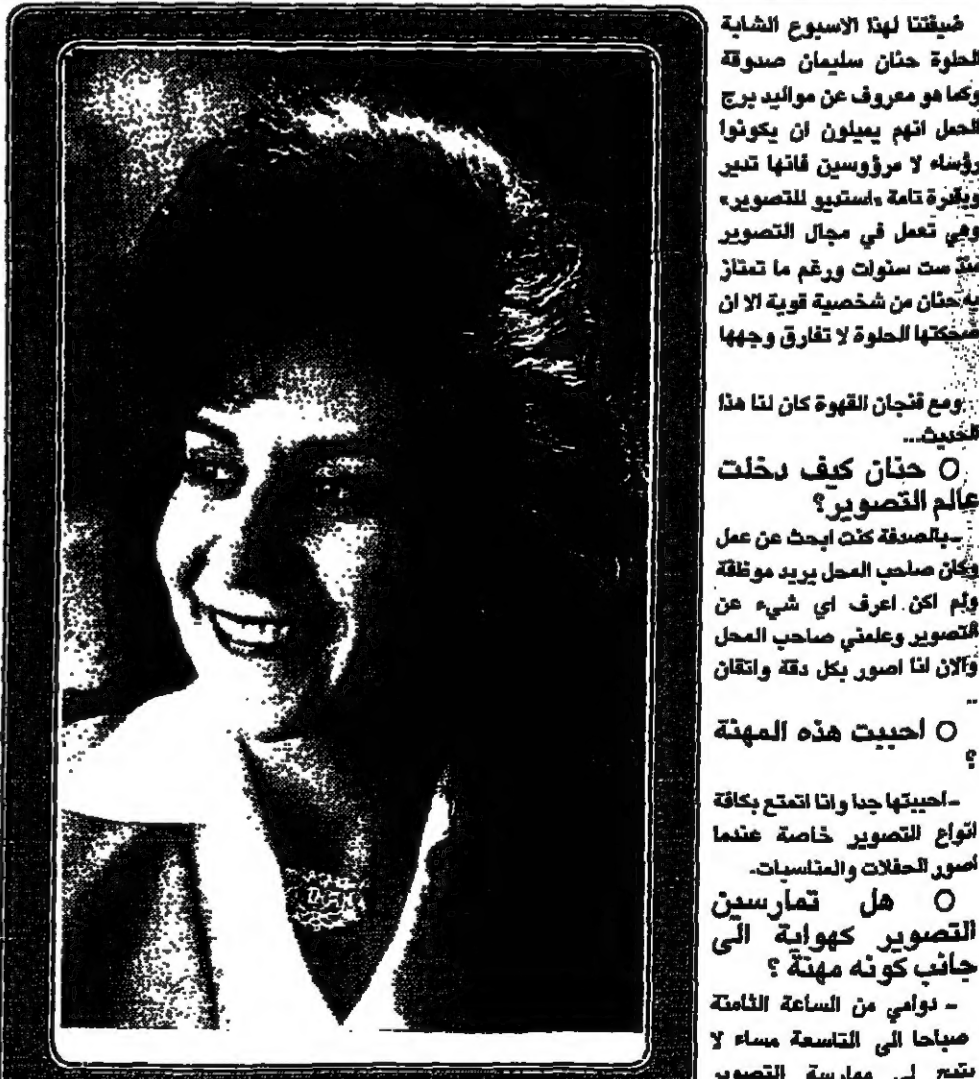 ضيفتنا لهذا الاسبوع الشابة
الحلوة حنان سليمان صدوقة
وكما هو معروف عن مواليد برج
الحمل انهم يميلون ان يكونوا
رؤساء لا مرؤوسين فانها تدير
وبقدرة تامة «استديو للتصوير»
وهي تعمل في مجال التصوير
منذ ست سنوات ورغم ما تمتاز
به حنان من شخصية قوية الا ان
ضحكتها الحلوة لا تفارق وجهها
ومع فنجان القهوة كان لنا هذا
الحديث...
○ حنان كيف دخلت
عالم التصوير؟
-بالصدفة كنت ابحث عن عمل
وكان صاحب المحل يريد موظفة
ولم اكن اعرف اي شيء عن
التصوير وعلمني صاحب المحل
والان انا اصور بكل دقة واتقان
..
○ احببت هذه المهنة
؟
-احببتها جدا وانا اتمتع بكافة
انواع التصوير خاصة عندما
اصور الحفلات والمناسبات.
○ هل تمارسين
التصوير كهواية الى
جانب كونه مهنة ؟
- دوامي من الساعة الثامنة
صباحا الى التاسعة مساء لا
يتيح لي ممارسة التصوير